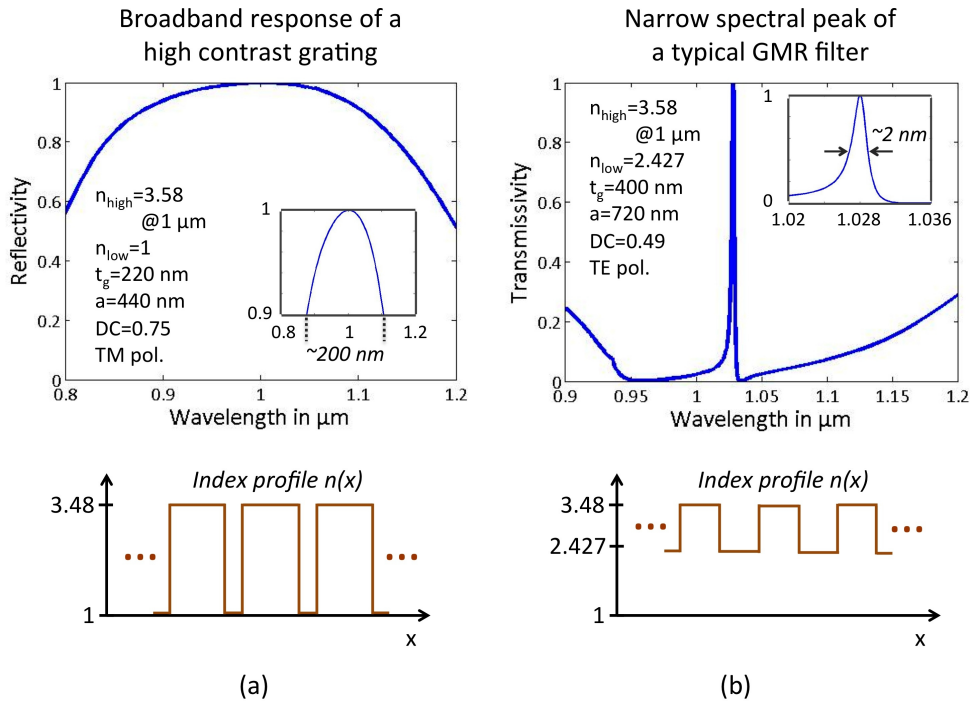 Broadband response of a
high contrast grating
1
0.8
0.6
0.4
0.2
0
Reflectivity
n_high=3.58
@1 μm
n_low=1
t_g=220 nm
a=440 nm
DC=0.75
TM pol.
1
0.9
0.8 1 1.2
~200 nm
0.8 0.9 1 1.1 1.2
Wavelength in μm
Index profile n(x)
3.48
1
x
(a)
Narrow spectral peak of
a typical GMR filter
1
0.8
0.6
0.4
0.2
0
Transmissivity
n_high=3.58
@1 μm
n_low=2.427
t_g=400 nm
a=720 nm
DC=0.49
TE pol.
1
0
~2 nm
1.02 1.028 1.036
0.9 0.95 1 1.05 1.1 1.15 1.2
Wavelength in μm
Index profile n(x)
3.48
2.427
1
x
(b)